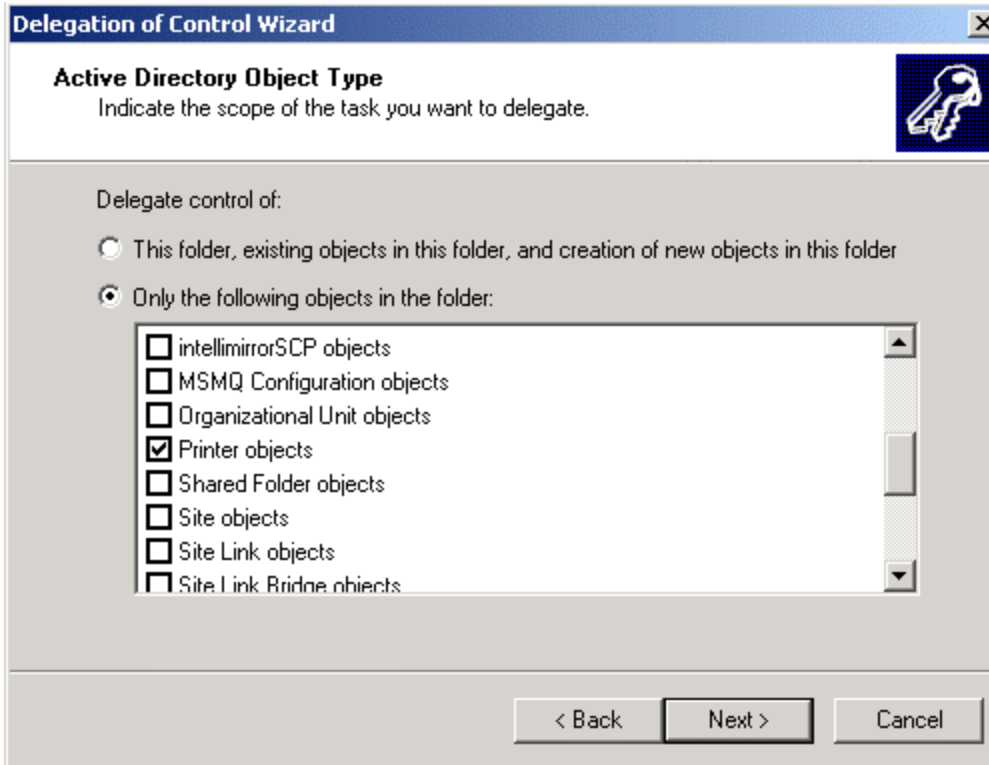 Delegation of Control Wizard
Active Directory Object Type
Indicate the scope of the task you want to delegate.
Delegate control of:
This folder, existing objects in this folder, and creation of new objects in this folder
Only the following objects in the folder:
intellimirrorSCP objects
MSMQ Configuration objects
Organizational Unit objects
Printer objects
Shared Folder objects
Site objects
Site Link objects
Site Link Bridge objects
< Back
Next >
Cancel